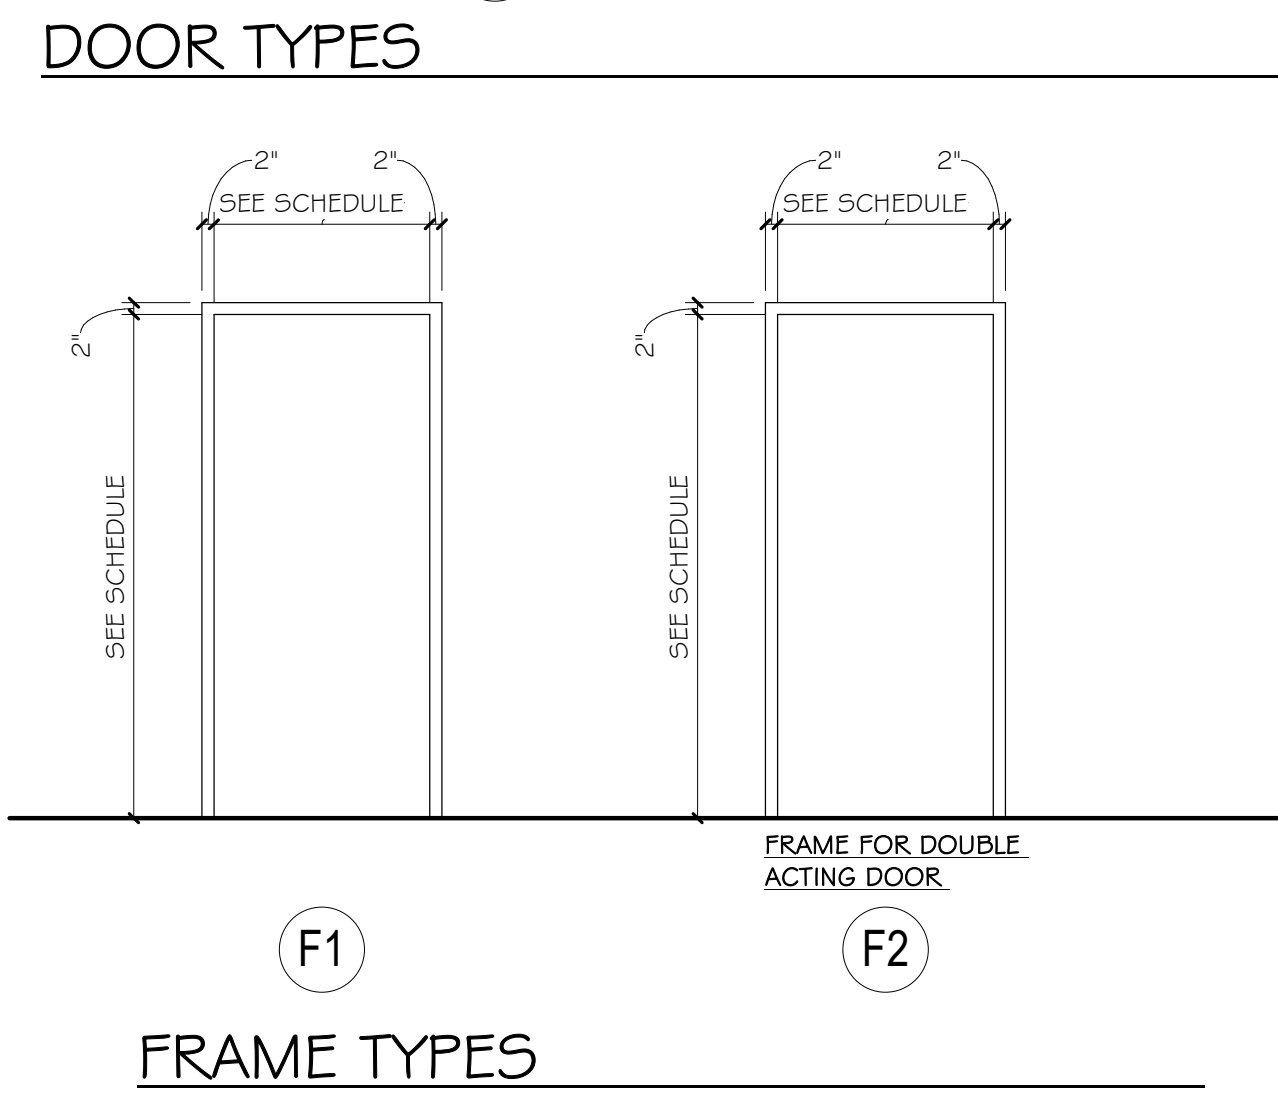 DOOR TYPES
2" 2"
SEE SCHEDULE
2"
SEE SCHEDULE
2" 2"
SEE SCHEDULE
2"
SEE SCHEDULE
FRAME FOR DOUBLE
ACTING DOOR
F1
F2
FRAME TYPES